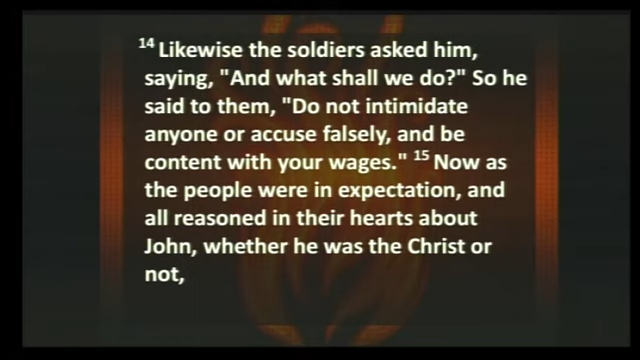 14 Likewise the soldiers asked him,
saying, "And what shall we do?" So he
said to them, "Do not intimidate
anyone or accuse falsely, and be
content with your wages." 15 Now as
the people were in expectation, and
all reasoned in their hearts about
John, whether he was the Christ or
not,